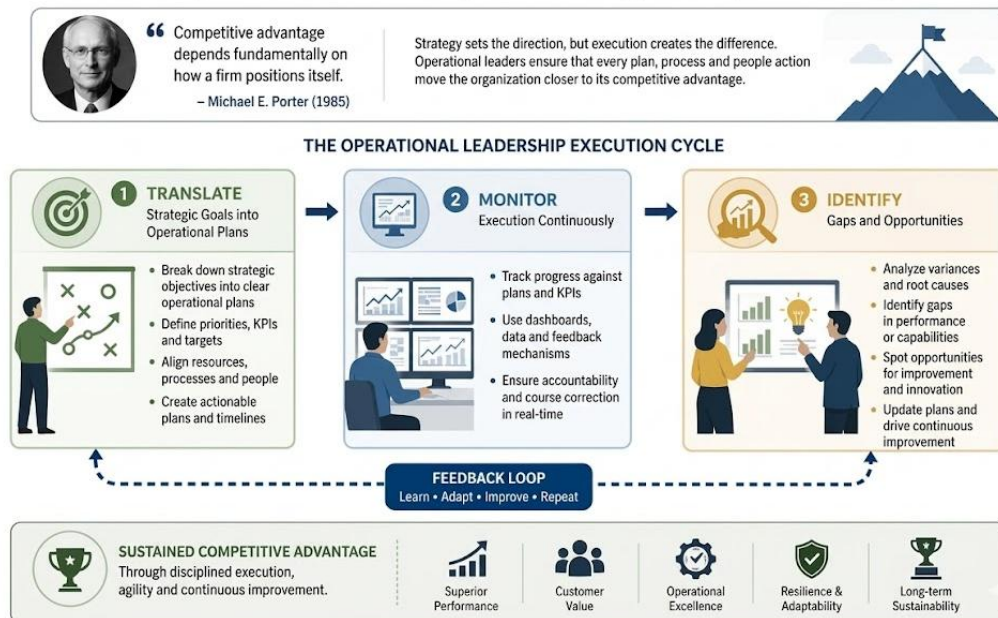 “ Competitive advantage
depends fundamentally on
how a firm positions itself.
– Michael E. Porter (1985)
Strategy sets the direction, but execution creates the difference.
Operational leaders ensure that every plan, process and people action
move the organization closer to its competitive advantage.
THE OPERATIONAL LEADERSHIP EXECUTION CYCLE
1 TRANSLATE
Strategic Goals into
Operational Plans
• Break down strategic
objectives into clear
operational plans
• Define priorities, KPIs
and targets
• Align resources,
processes and people
• Create actionable
plans and timelines
2 MONITOR
Execution Continuously
• Track progress against
plans and KPIs
• Use dashboards,
data and feedback
mechanisms
• Ensure accountability
and course correction
in real-time
3 IDENTIFY
Gaps and Opportunities
• Analyze variances
and root causes
• Identify gaps
in performance
or capabilities
• Spot opportunities
for improvement
and innovation
• Update plans and
drive continuous
improvement
FEEDBACK LOOP
Learn • Adapt • Improve • Repeat
SUSTAINED COMPETITIVE ADVANTAGE
Through disciplined execution,
agility and continuous improvement.
Superior
Performance
Customer
Value
Operational
Excellence
Resilience &
Adaptability
Long-term
Sustainability